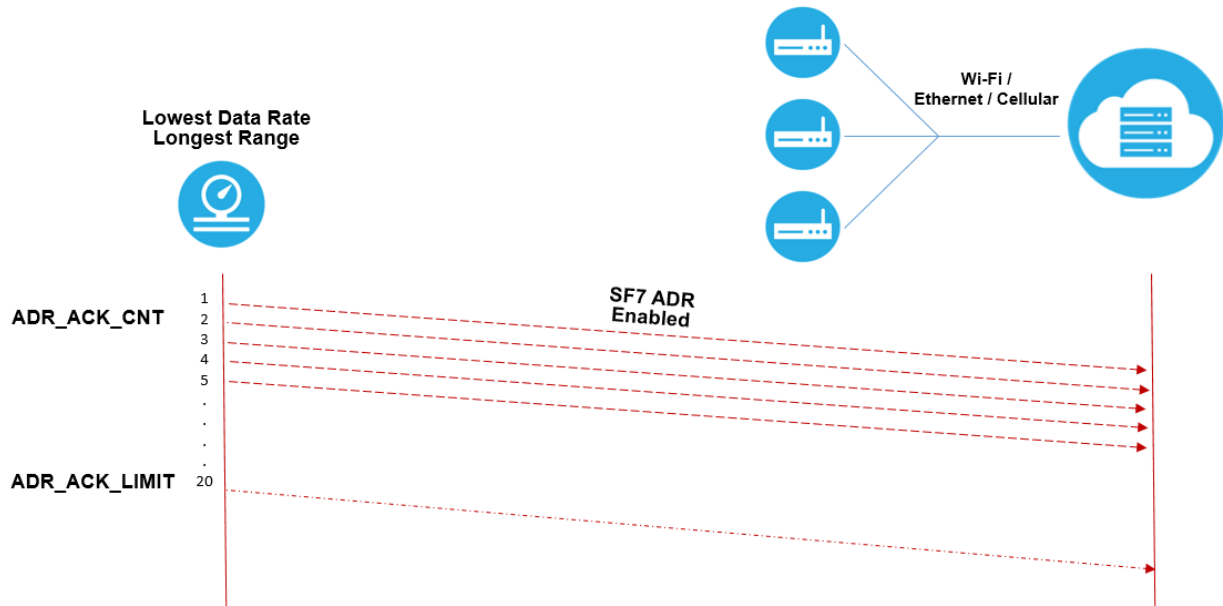 Wi-Fi /
Ethernet / Cellular
Lowest Data Rate
Longest Range
SF7 ADR
Enabled
ADR_ACK_CNT
1
2
3
4
5
.
.
.
.
ADR_ACK_LIMIT
20